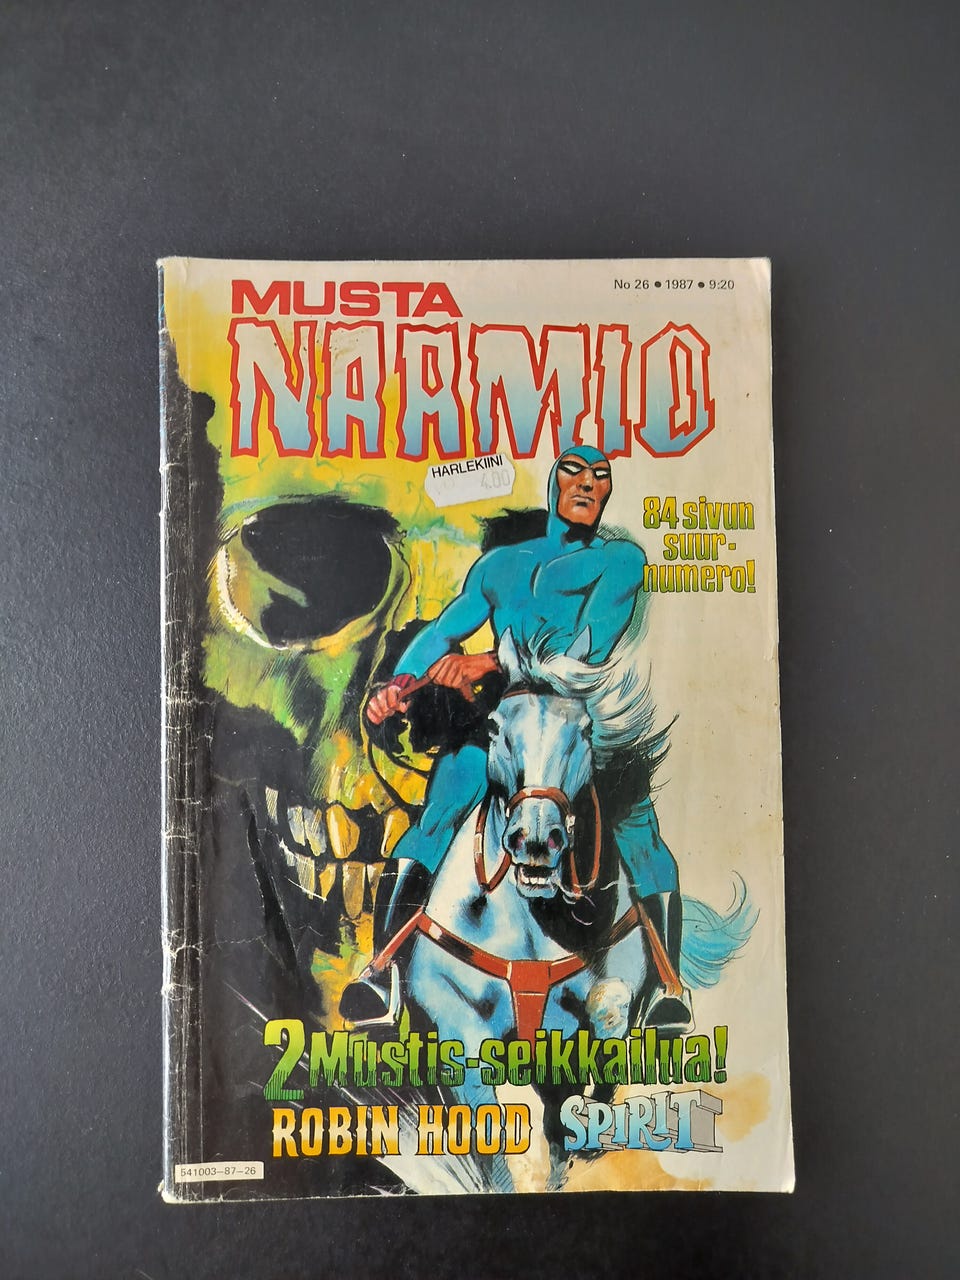 MUSTA
No 26 • 1987 • 9:20
NAAMIO
HARLEKIINI
4.00
84 sivun
suur-
numero!
2 Mustis-seikkailua!
ROBIN HOOD SPIRIT
541003-87-26